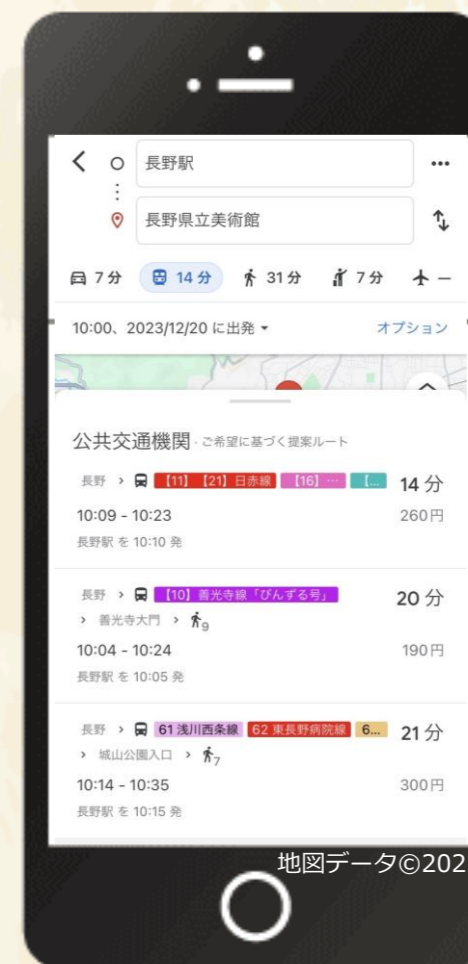 長野駅
長野県立美術館
7分 14分 31分 7分 —
10:00、2023/12/20 に出発 オプション
公共交通機関 · ご希望に基づく提案ルート
長野 > 【11】【21】日赤線 【16】… 【… 14 分
10:09 - 10:23 260円
長野駅 を 10:10 発
長野 > 【10】善光寺線「びんずる号」 20 分
> 善光寺大門 > 9
10:04 - 10:24 190円
長野駅 を 10:05 発
長野 > 61 浅川西条線 62 東長野病院線 6… 21 分
> 城山公園入口 > 7
10:14 - 10:35 300円
長野駅 を 10:15 発
地図データ©202